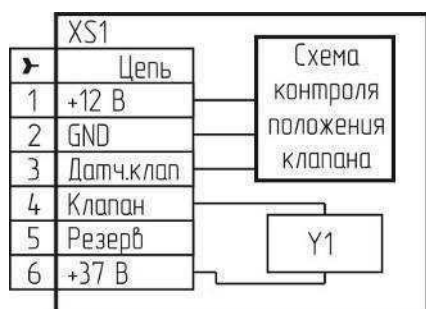 XS1
Цепь
1 +12 В
2 GND
3 Датч.клап
4 Клапан
5 Резерв
6 +37 В
Схема
контроля
положения
клапана
Y1